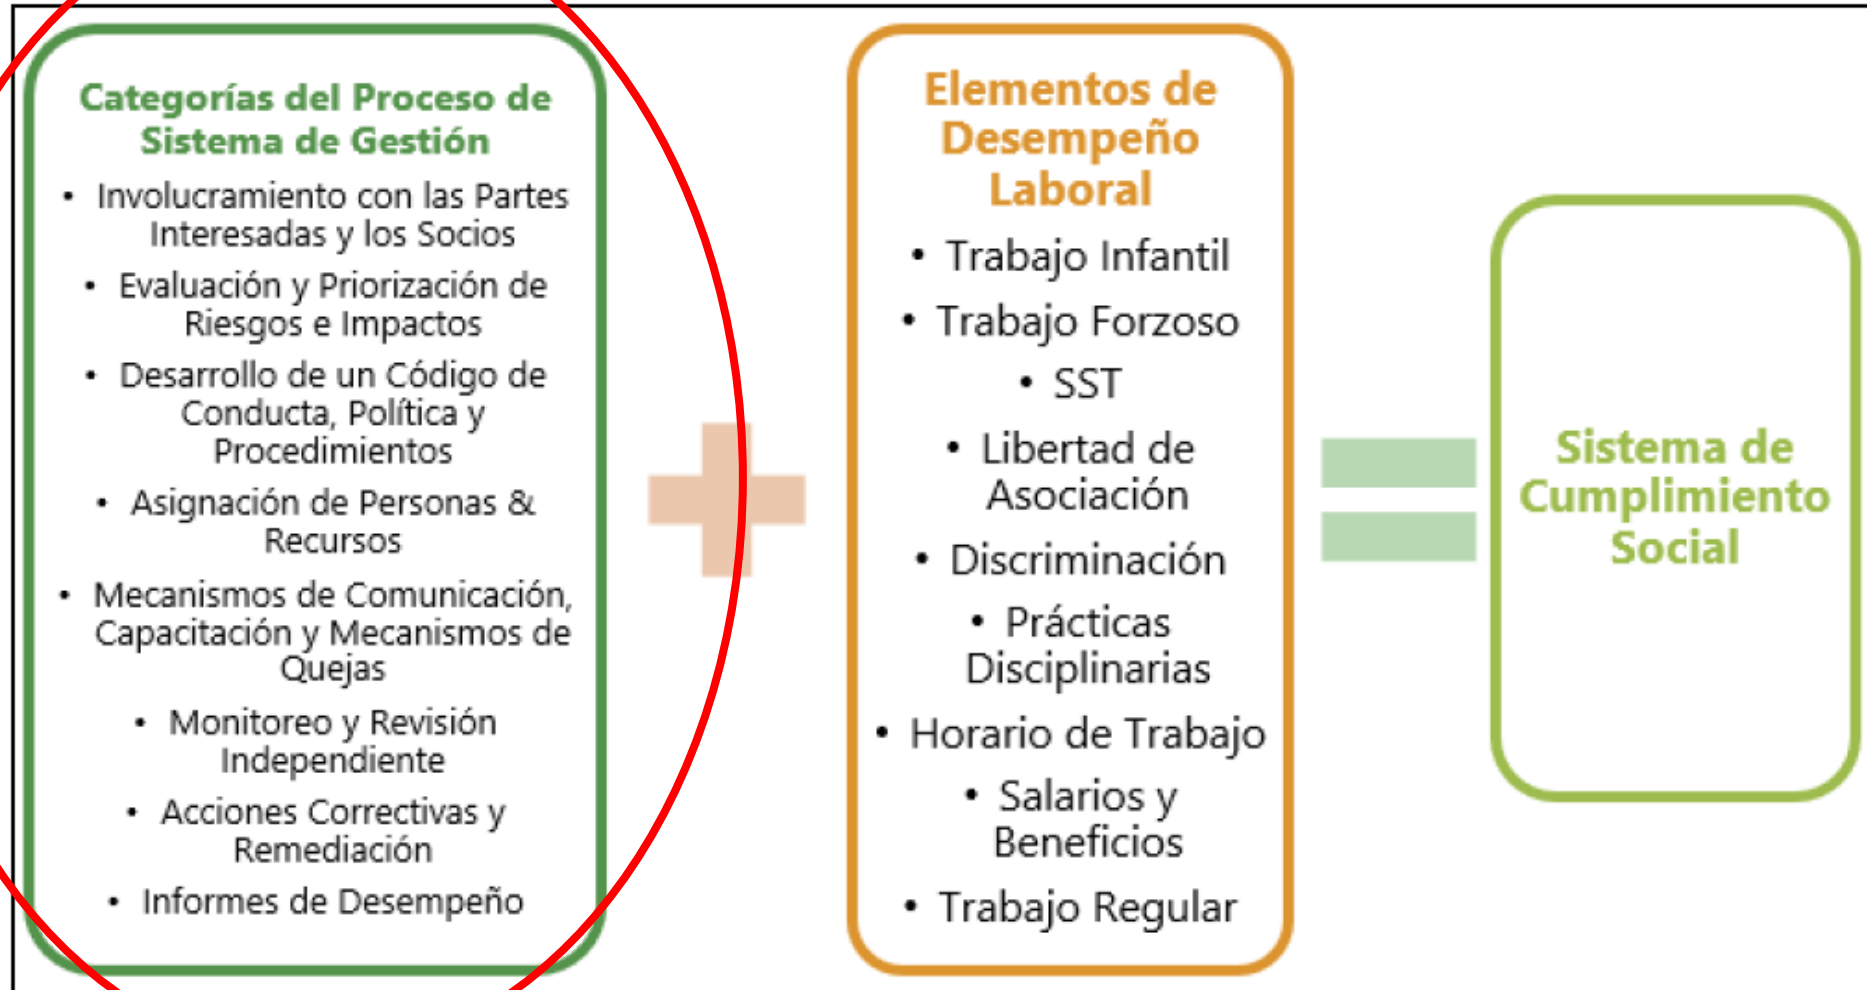 Categorías del Proceso de
Sistema de Gestión
• Involucramiento con las Partes
Interesadas y los Socios
• Evaluación y Priorización de
Riesgos e Impactos
• Desarrollo de un Código de
Conducta, Política y
Procedimientos
• Asignación de Personas &
Recursos
• Mecanismos de Comunicación,
Capacitación y Mecanismos de
Quejas
• Monitoreo y Revisión
Independiente
• Acciones Correctivas y
Remediación
• Informes de Desempeño
Elementos de
Desempeño
Laboral
• Trabajo Infantil
• Trabajo Forzoso
• SST
• Libertad de
Asociación
• Discriminación
• Prácticas
Disciplinarias
• Horario de Trabajo
• Salarios y
Beneficios
• Trabajo Regular
Sistema de
Cumplimiento
Social